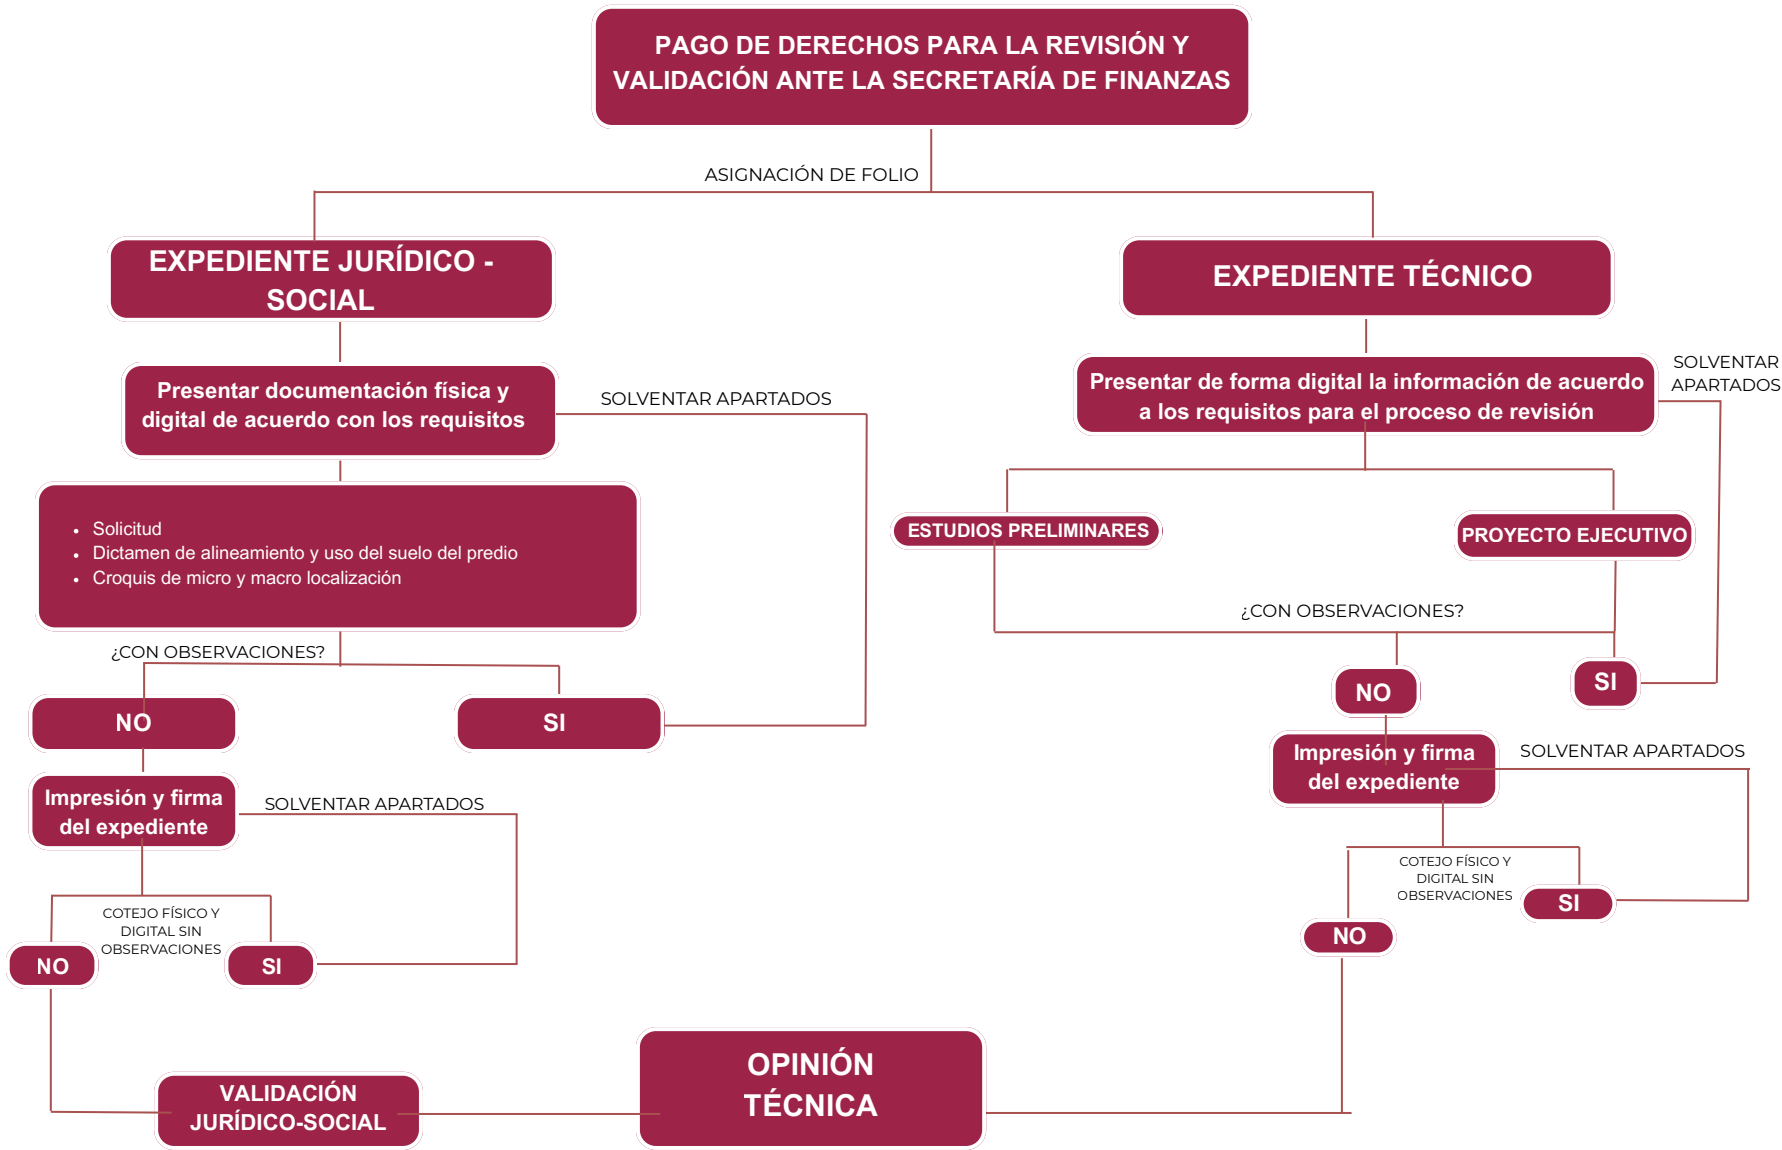 PAGO DE DERECHOS PARA LA REVISIÓN Y
VALIDACIÓN ANTE LA SECRETARÍA DE FINANZAS
ASIGNACIÓN DE FOLIO
EXPEDIENTE JURÍDICO -
SOCIAL
Presentar documentación física y
digital de acuerdo con los requisitos
SOLVENTAR APARTADOS
• Solicitud
• Dictamen de alineamiento y uso del suelo del predio
• Croquis de micro y macro localización
¿CON OBSERVACIONES?
NO
SI
Impresión y firma
del expediente
SOLVENTAR APARTADOS
COTEJO FÍSICO Y
DIGITAL SIN
OBSERVACIONES
NO
SI
VALIDACIÓN
JURÍDICO-SOCIAL
EXPEDIENTE TÉCNICO
Presentar de forma digital la información de acuerdo
a los requisitos para el proceso de revisión
SOLVENTAR
APARTADOS
ESTUDIOS PRELIMINARES
PROYECTO EJECUTIVO
¿CON OBSERVACIONES?
NO
SI
Impresión y firma
del expediente
SOLVENTAR APARTADOS
COTEJO FÍSICO Y
DIGITAL SIN
OBSERVACIONES
SI
NO
OPINIÓN
TÉCNICA